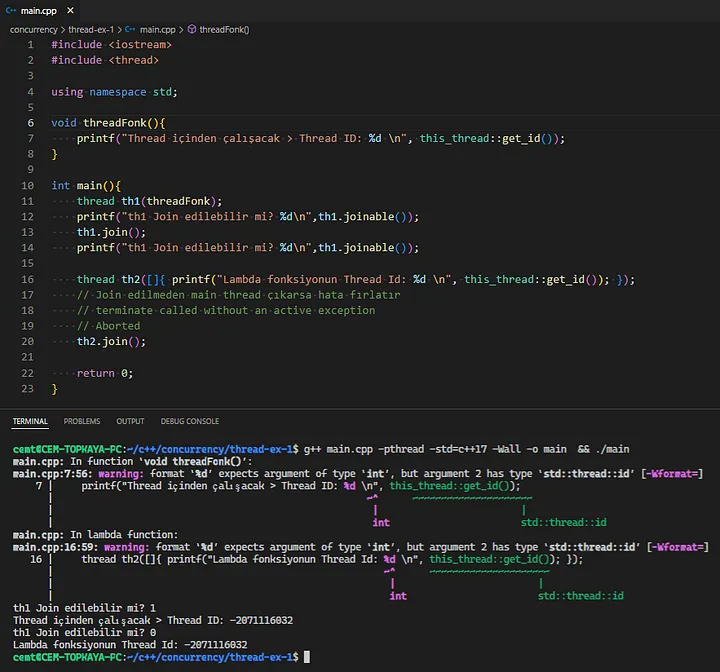 main.cpp
concurrency > thread-ex-1 > main.cpp > threadFonk()
1 #include <iostream>
2 #include <thread>
3
4 using namespace std;
5
6 void threadFonk(){
7 printf("Thread içinden çalışacak > Thread ID: %d \n", this_thread::get_id());
8 }
9
10 int main(){
11 thread th1(threadFonk);
12 printf("th1 Join edilebilir mi? %d\n",th1.joinable());
13 th1.join();
14 printf("th1 Join edilebilir mi? %d\n",th1.joinable());
15
16 thread th2([]{ printf("Lambda fonksiyonun Thread Id: %d \n", this_thread::get_id()); });
17 // Join edilmeden main thread çıkarsa hata fırlatır
18 // terminate called without an active exception
19 // Aborted
20 th2.join();
21
22 return 0;
23 }
TERMINAL PROBLEMS OUTPUT DEBUG CONSOLE
cemt@CEM-TOPKAYA-PC:~/c++/concurrency/thread-ex-1$ g++ main.cpp -pthread -std=c++17 -Wall -o main && ./main
main.cpp: In function ‘void threadFonk()’:
main.cpp:7:56: warning: format ‘%d’ expects argument of type ‘int’, but argument 2 has type ‘std::thread::id’ [-Wformat=]
7 | printf("Thread içinden çalışacak > Thread ID: %d \n", this_thread::get_id());
| ~^ ~~~~~~~~~~~~~~~~~~~~~
| | |
| int std::thread::id
main.cpp: In lambda function:
main.cpp:16:59: warning: format ‘%d’ expects argument of type ‘int’, but argument 2 has type ‘std::thread::id’ [-Wformat=]
16 | thread th2([]{ printf("Lambda fonksiyonun Thread Id: %d \n", this_thread::get_id()); });
| ~^ ~~~~~~~~~~~~~~~~~~~~~
| | |
| int std::thread::id
th1 Join edilebilir mi? 1
Thread içinden çalışacak > Thread ID: -2071116032
th1 Join edilebilir mi? 0
Lambda fonksiyonun Thread Id: -2071116032
cemt@CEM-TOPKAYA-PC:~/c++/concurrency/thread-ex-1$